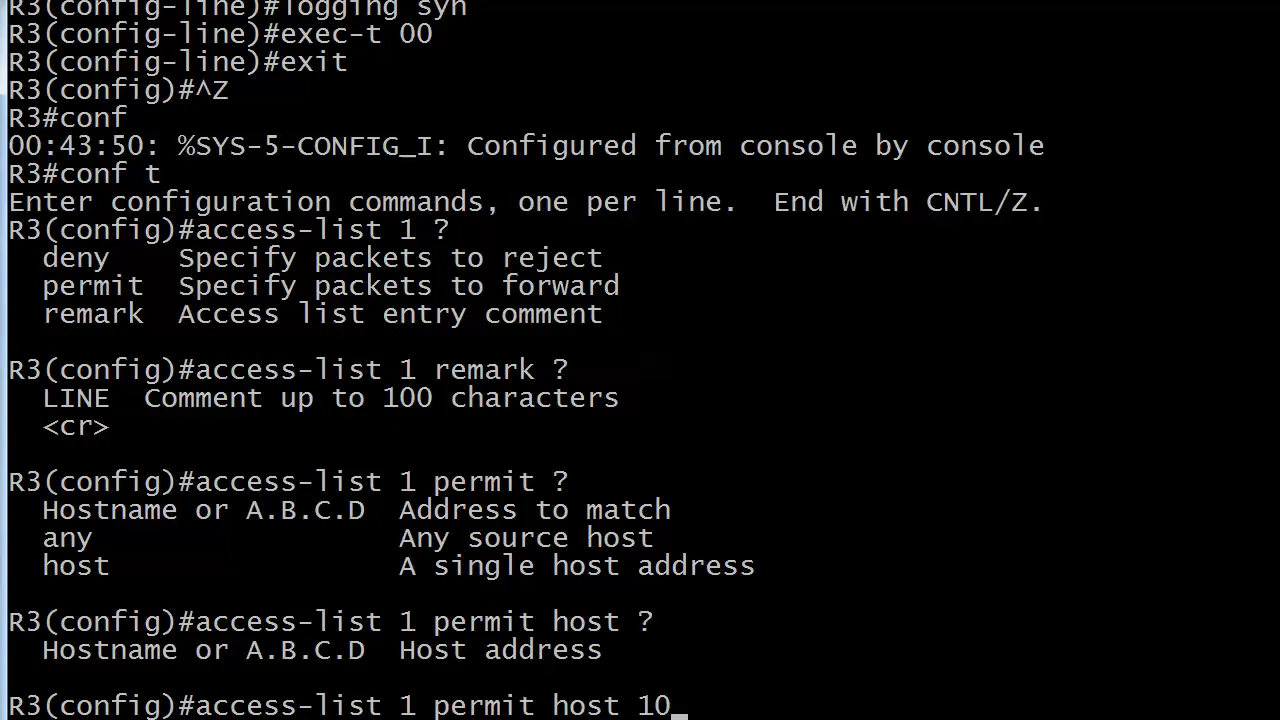 R3(config-line)#logging syn
R3(config-line)#exec-t 00
R3(config-line)#exit
R3(config)#^Z
R3#conf
00:43:50: %SYS-5-CONFIG_I: Configured from console by console
R3#conf t
Enter configuration commands, one per line.  End with CNTL/Z.
R3(config)#access-list 1 ?
  deny    Specify packets to reject
  permit  Specify packets to forward
  remark  Access list entry comment
R3(config)#access-list 1 remark ?
  LINE  Comment up to 100 characters
  <cr>
R3(config)#access-list 1 permit ?
  Hostname or A.B.C.D  Address to match
  any                  Any source host
  host                 A single host address
R3(config)#access-list 1 permit host ?
  Hostname or A.B.C.D  Host address
R3(config)#access-list 1 permit host 10